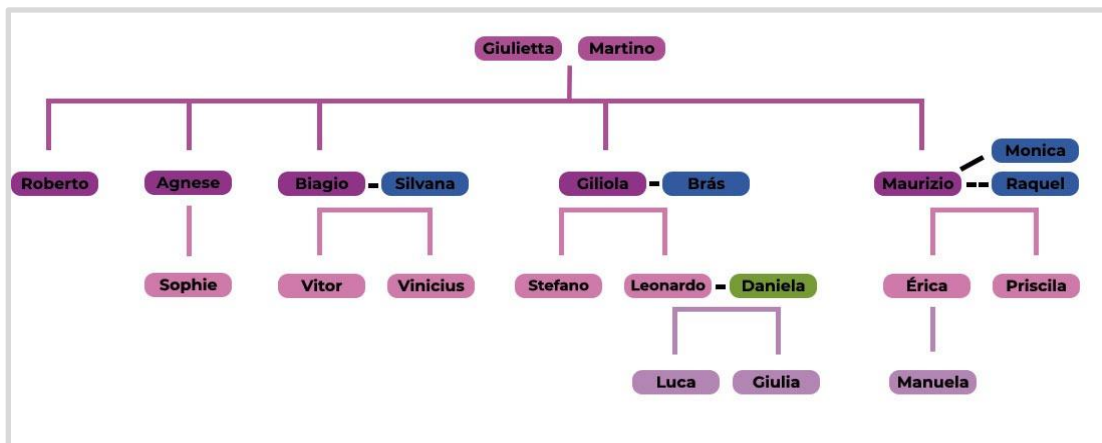 Giulietta Martino
Monica
Roberto Agnese Biagio Silvana Giliola Brás Maurizio Raquel
Sophie Vitor Vinicius Stefano Leonardo Daniela Érica Priscila
Luca Giulia Manuela